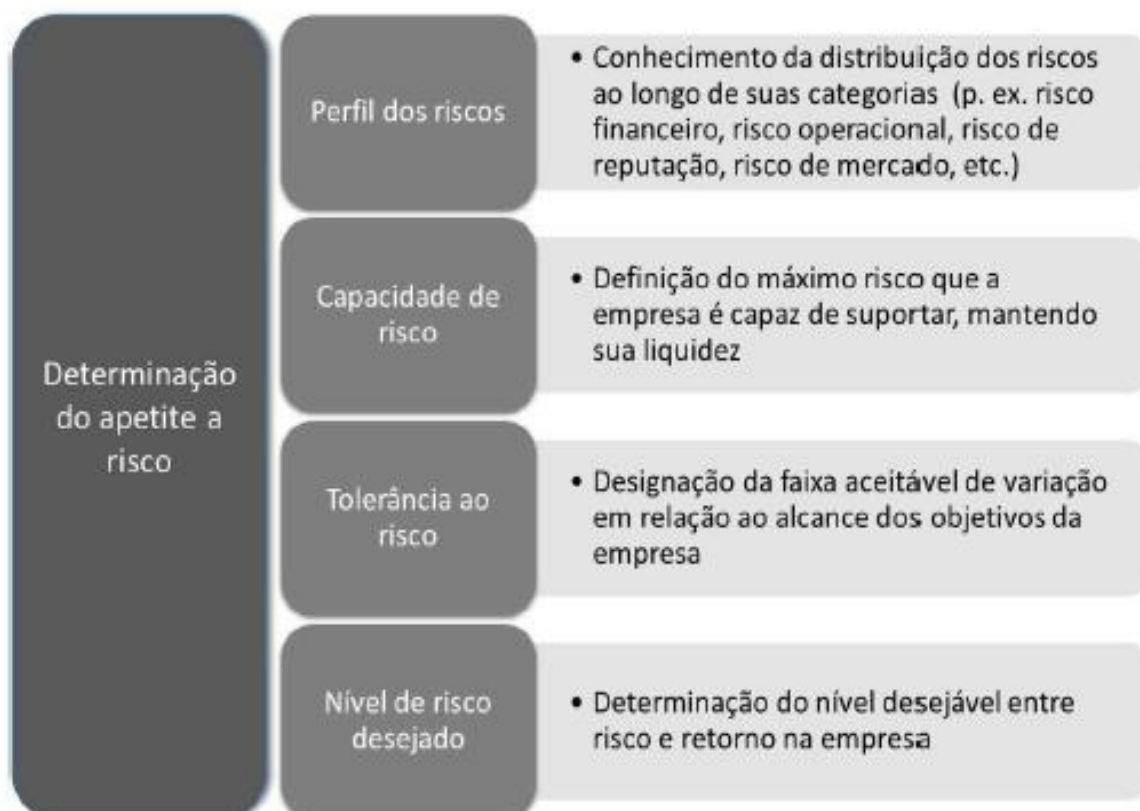 Determinação
do apetite a
risco
Perfil dos riscos
• Conhecimento da distribuição dos riscos
ao longo de suas categorias (p. ex. risco
financeiro, risco operacional, risco de
reputação, risco de mercado, etc.)
Capacidade de
risco
• Definição do máximo risco que a
empresa é capaz de suportar, mantendo
sua liquidez
Tolerância ao
risco
• Designação da faixa aceitável de variação
em relação ao alcance dos objetivos da
empresa
Nível de risco
desejado
• Determinação do nível desejável entre
risco e retorno na empresa